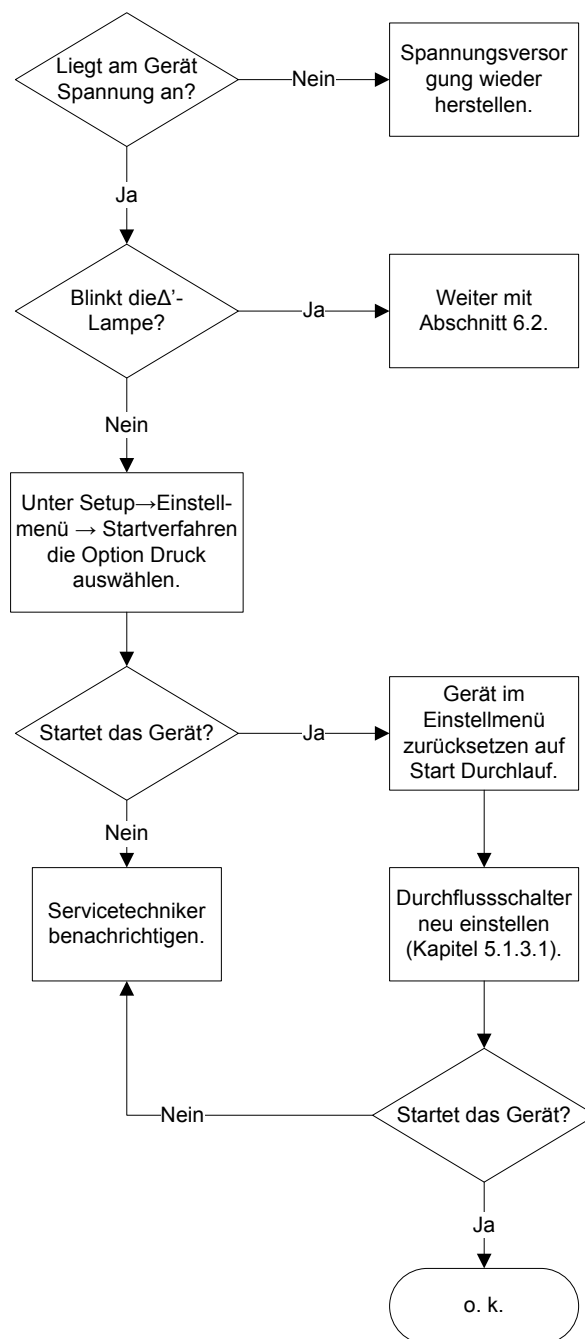 Liegt am Gerät
Spannung an?
Nein
Spannungsversor
gung wieder
herstellen.
Ja
Blinkt dieΔ’-
Lampe?
Ja
Weiter mit
Abschnitt 6.2.
Nein
Unter Setup→Einstell-
menü → Startverfahren
die Option Druck
auswählen.
Startet das Gerät?
Ja
Gerät im
Einstellmenü
zurücksetzen auf
Start Durchlauf.
Nein
Servicetechniker
benachrichtigen.
Durchflussschalter
neu einstellen
(Kapitel 5.1.3.1).
Nein
Startet das Gerät?
Ja
o. k.